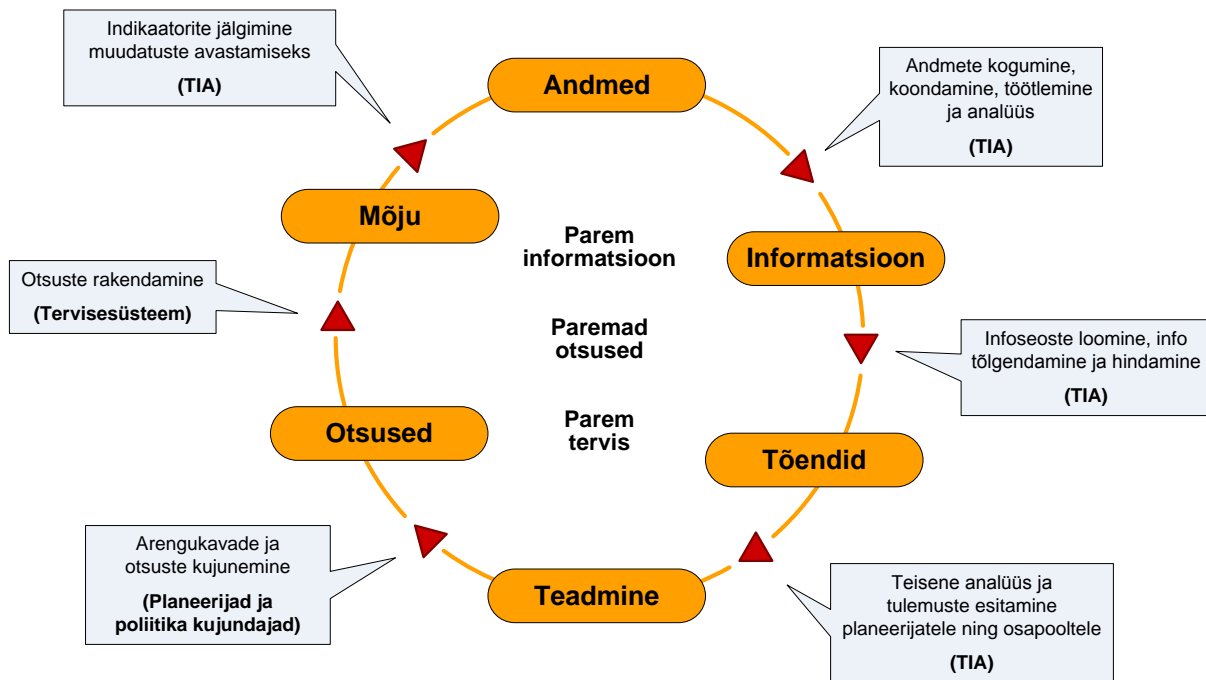 Indikaatorite jälgimine
muudatuste avastamiseks
(TIA)
Andmed
Andmete kogumine,
koondamine, töötlemine
ja analüüs
(TIA)
Mõju
Parem
informatsioon
Informatsioon
Otsuste rakendamine
(Tervisesüsteem)
Paremad
otsused
Infoseoste loomine, info
tõlgendamine ja hindamine
(TIA)
Otsused
Parem
tervis
Tõendid
Arengukavade ja
otsuste kujunemine
(Planeerijad ja
poliitika kujundajad)
Teadmine
Teisene analüüs ja
tulemuste esitamine
planeerijatele ning osapooltele
(TIA)